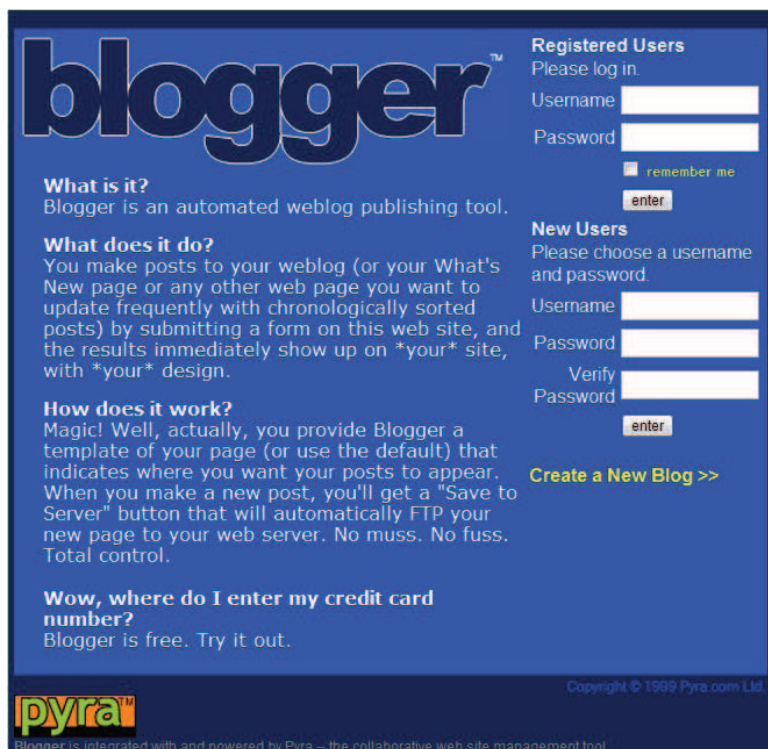 blogger™
What is it?
Blogger is an automated weblog publishing tool.
What does it do?
You make posts to your weblog (or your What's
New page or any other web page you want to
update frequently with chronologically sorted
posts) by submitting a form on this web site, and
the results immediately show up on *your* site,
with *your* design.
How does it work?
Magic! Well, actually, you provide Blogger a
template of your page (or use the default) that
indicates where you want your posts to appear.
When you make a new post, you'll get a "Save to
Server" button that will automatically FTP your
new page to your web server. No muss. No fuss.
Total control.
Wow, where do I enter my credit card
number?
Blogger is free. Try it out.
Registered Users
Please log in.
Username
Password
remember me
enter
New Users
Please choose a username
and password.
Username
Password
Verify
Password
enter
Create a New Blog >>
Copyright © 1999 Pyra.com Ltd.
pyra™
Blogger is integrated with and powered by Pyra – the collaborative web site management tool